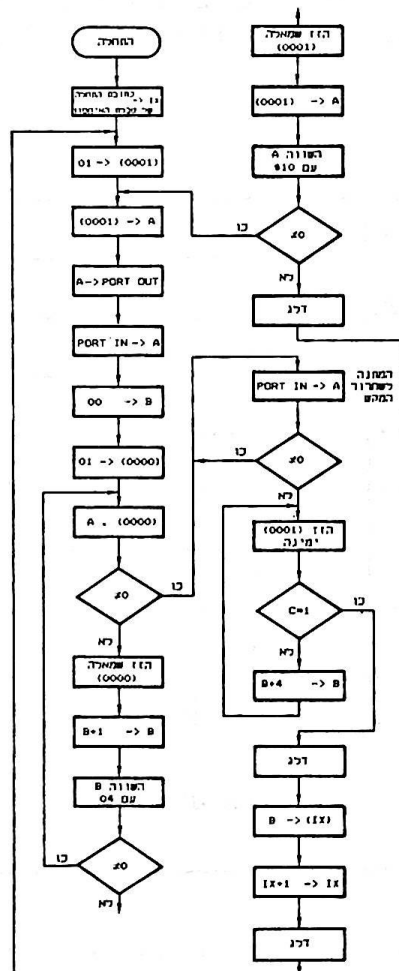 התחלה
כתובת התחלה
של טבלת האיחסון -> IX
01 -> (0001)
(0001) -> A
A -> PORT OUT
PORT IN -> A
00 -> B
01 -> (0000)
A . (0000)
≠0
כן
לא
הזז שמאלה
(0000)
B+1 -> B
השווה B
עם 04
≠0
כן
לא
הזז שמאלה
(0001)
(0001) -> A
השווה A
עם $10
≠0
כן
לא
דלג
המתנה
לשחרור
המקש
PORT IN -> A
≠0
כן
לא
הזז (0001)
ימינה
C=1
כן
לא
B+4 -> B
דלג
B -> (IX)
IX+1 -> IX
דלג